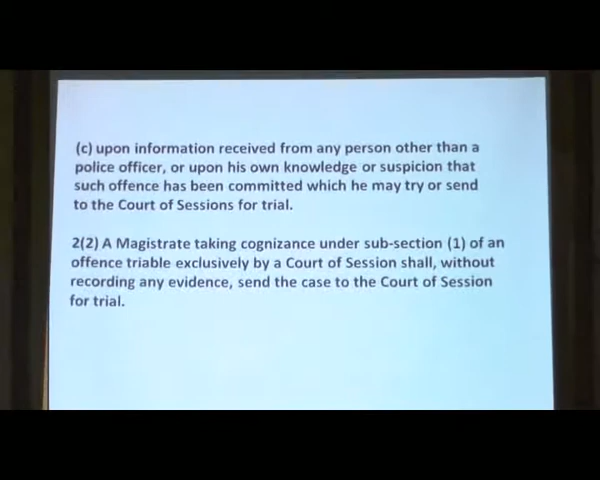 (c) upon information received from any person other than a
police officer, or upon his own knowledge or suspicion that
such offence has been committed which he may try or send
to the Court of Sessions for trial.
2(2) A Magistrate taking cognizance under sub-section (1) of an
offence triable exclusively by a Court of Session shall, without
recording any evidence, send the case to the Court of Session
for trial.